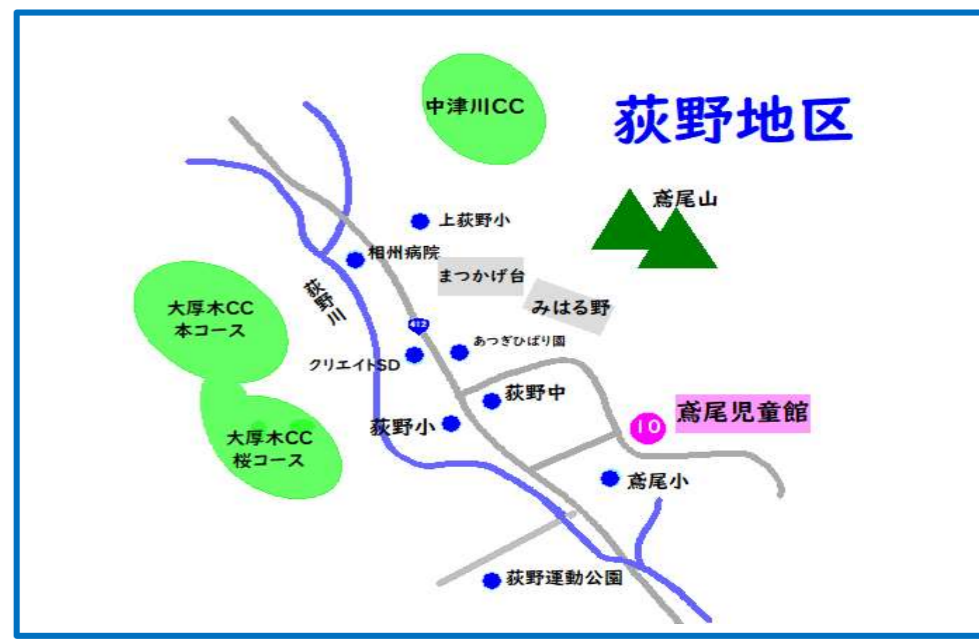 中津川CC
荻野地区
鳶尾山
上荻野小
相州病院
まつかげ台
荻野川
みはる野
大厚木CC
本コース
412
あつぎひばり園
クリエイトSD
荻野中
鳶尾児童館
10
荻野小
大厚木CC
桜コース
鳶尾小
荻野運動公園